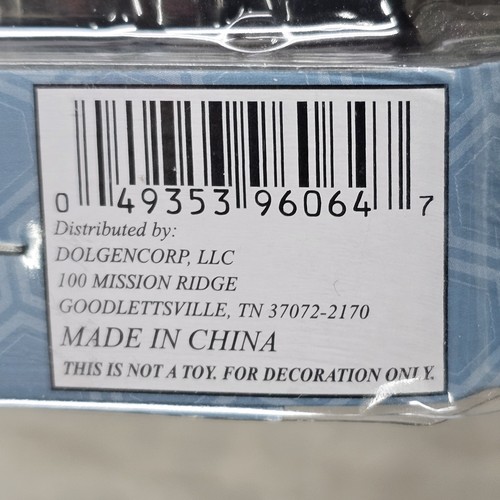 0 49353 96064 7
Distributed by:
DOLGENCORP, LLC
100 MISSION RIDGE
GOODLETTSVILLE, TN 37072-2170
MADE IN CHINA
THIS IS NOT A TOY. FOR DECORATION ONLY.